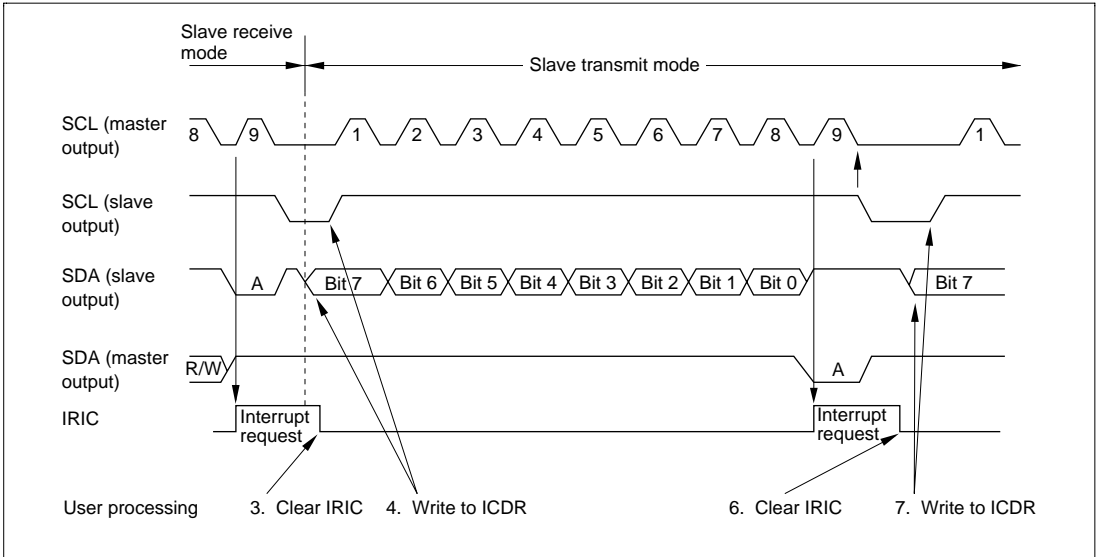 Slave receive
mode
Slave transmit mode
SCL (master
output)
8 9 1 2 3 4 5 6 7 8 9 1
SCL (slave
output)
SDA (slave
output)
A Bit 7 Bit 6 Bit 5 Bit 4 Bit 3 Bit 2 Bit 1 Bit 0 Bit 7
SDA (master
output)
R/W A
IRIC
Interrupt
request
Interrupt
request
User processing 3. Clear IRIC 4. Write to ICDR 6. Clear IRIC 7. Write to ICDR